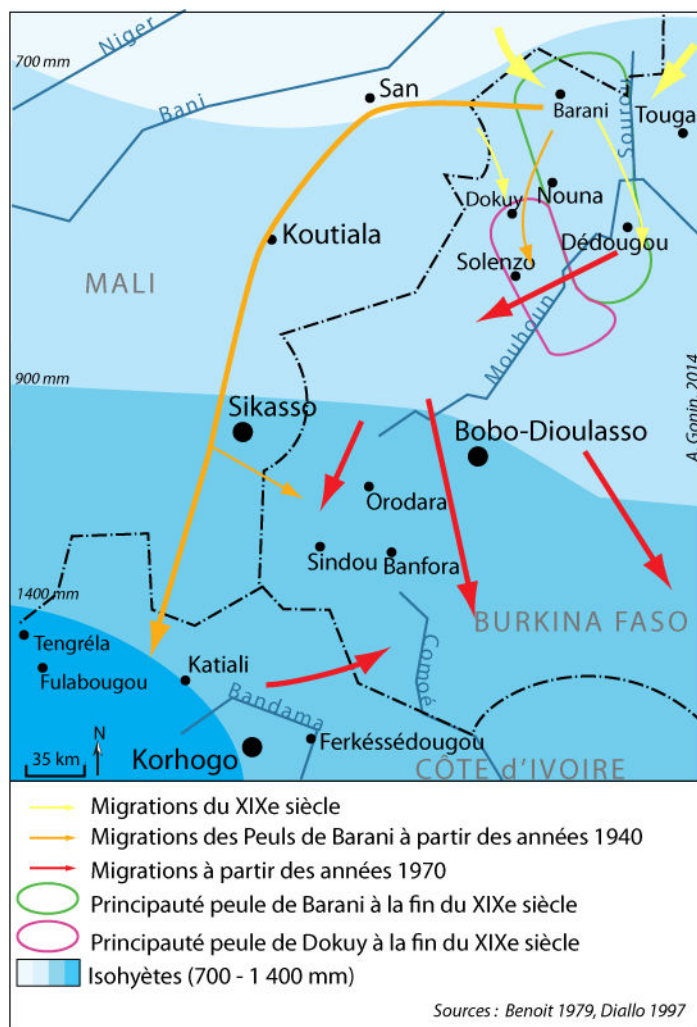 700 mm
Niger
Bani
San
Barani
Sourou
Touga
Dokuy
Nouna
Koutiala
Dédougou
Solenzo
MALI
Mouhoun
900 mm
Sikasso
Bobo-Dioulasso
A. Gonin, 2014
Orodara
Sindou
Banfora
1400 mm
BURKINA FASO
Tengréla
Comoé
Fulabougou
Katiali
Bandama
N
35 km
Korhogo
Ferkéssédougou
CÔTE d'IVOIRE
Migrations du XIXe siècle
Migrations des Peuls de Barani à partir des années 1940
Migrations à partir des années 1970
Principauté peule de Barani à la fin du XIXe siècle
Principauté peule de Dokuy à la fin du XIXe siècle
Isohyètes (700 - 1 400 mm)
Sources : Benoit 1979, Diallo 1997